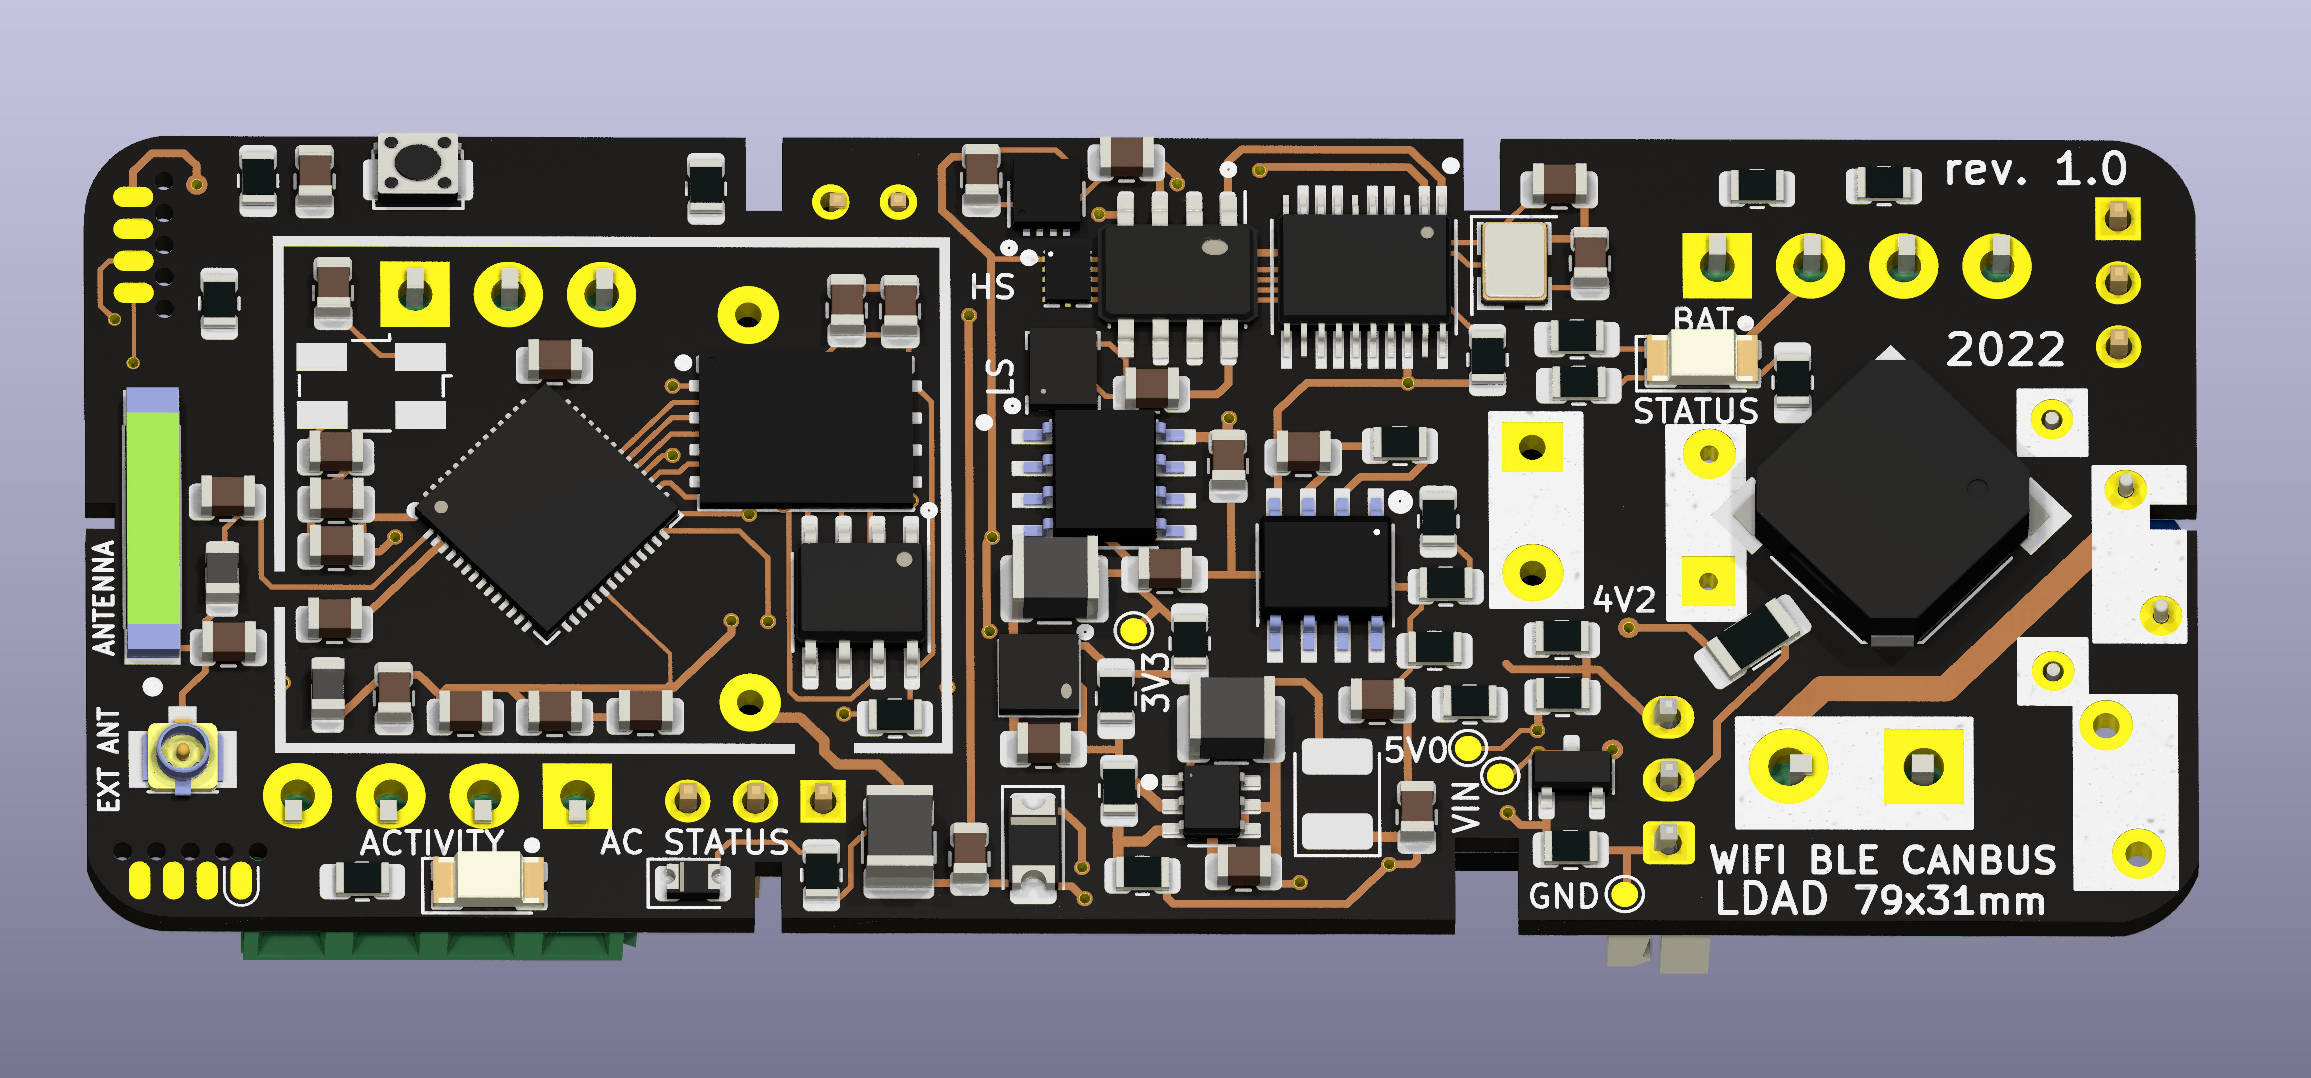 rev. 1.0
HS
BAT
2022
LS
STATUS
ANTENNA
4V2
3V3
EXT ANT
5V0
VIN
ACTIVITY
AC STATUS
WIFI BLE CANBUS
GND
LDAD 79x31mm